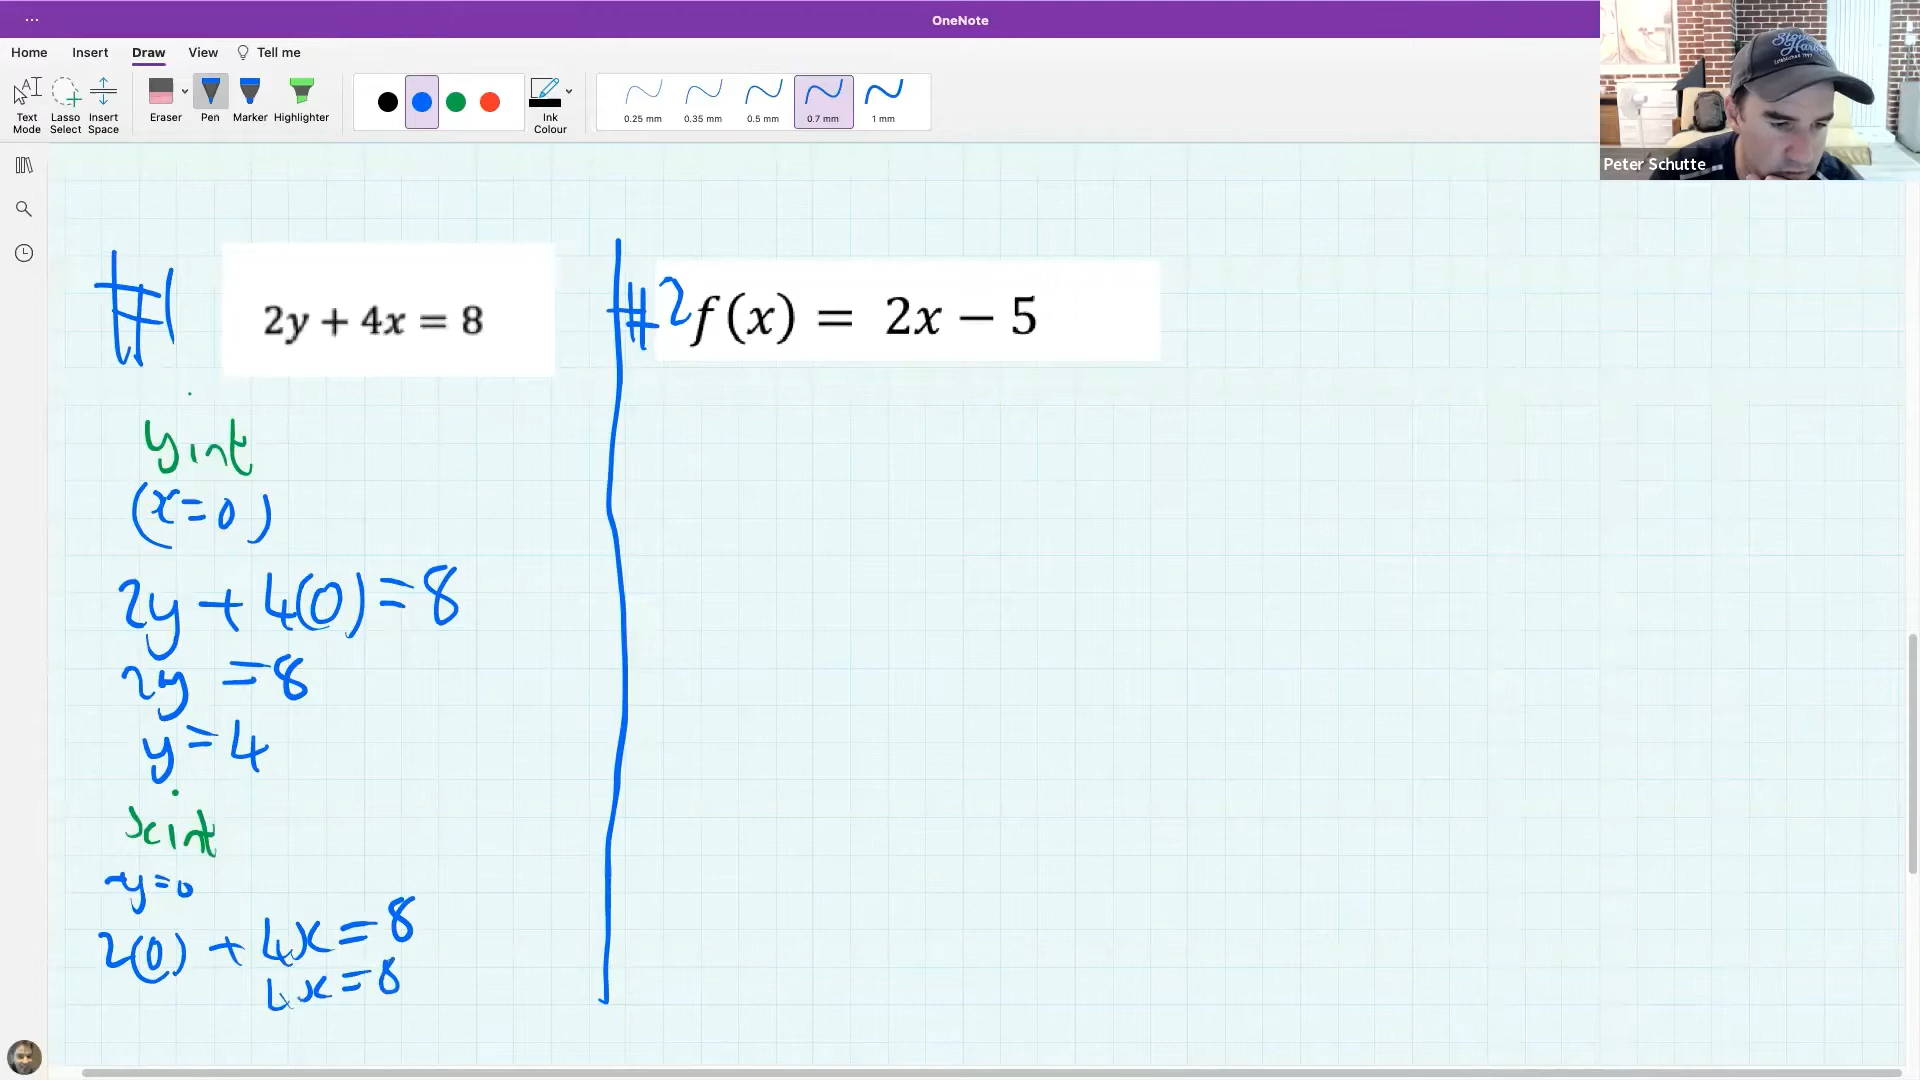 OneNote
Home Insert Draw View Tell me
Text Mode
Lasso Select
Insert Space
Eraser
Pen
Marker
Highlighter
Ink Colour
0.25 mm
0.35 mm
0.5 mm
0.7 mm
1 mm
Peter Schutte
#1
2y + 4x = 8
y int
(x=0)
2y + 4(0) = 8
2y = 8
y = 4
x int
y=0
2(0) + 4x = 8
4x = 8
#2
f(x) = 2x − 5